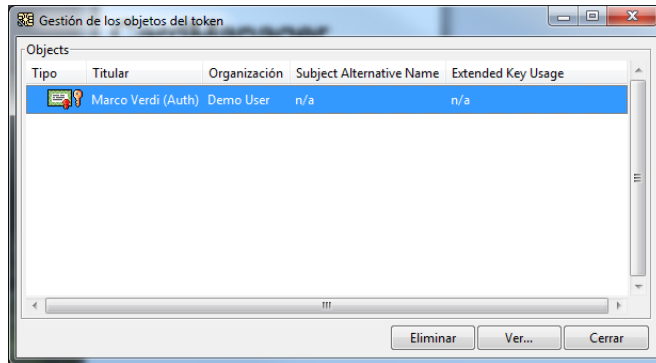 Gestión de los objetos del token
Objects
Tipo Titular Organización Subject Alternative Name Extended Key Usage
Marco Verdi (Auth) Demo User n/a n/a
Eliminar Ver... Cerrar